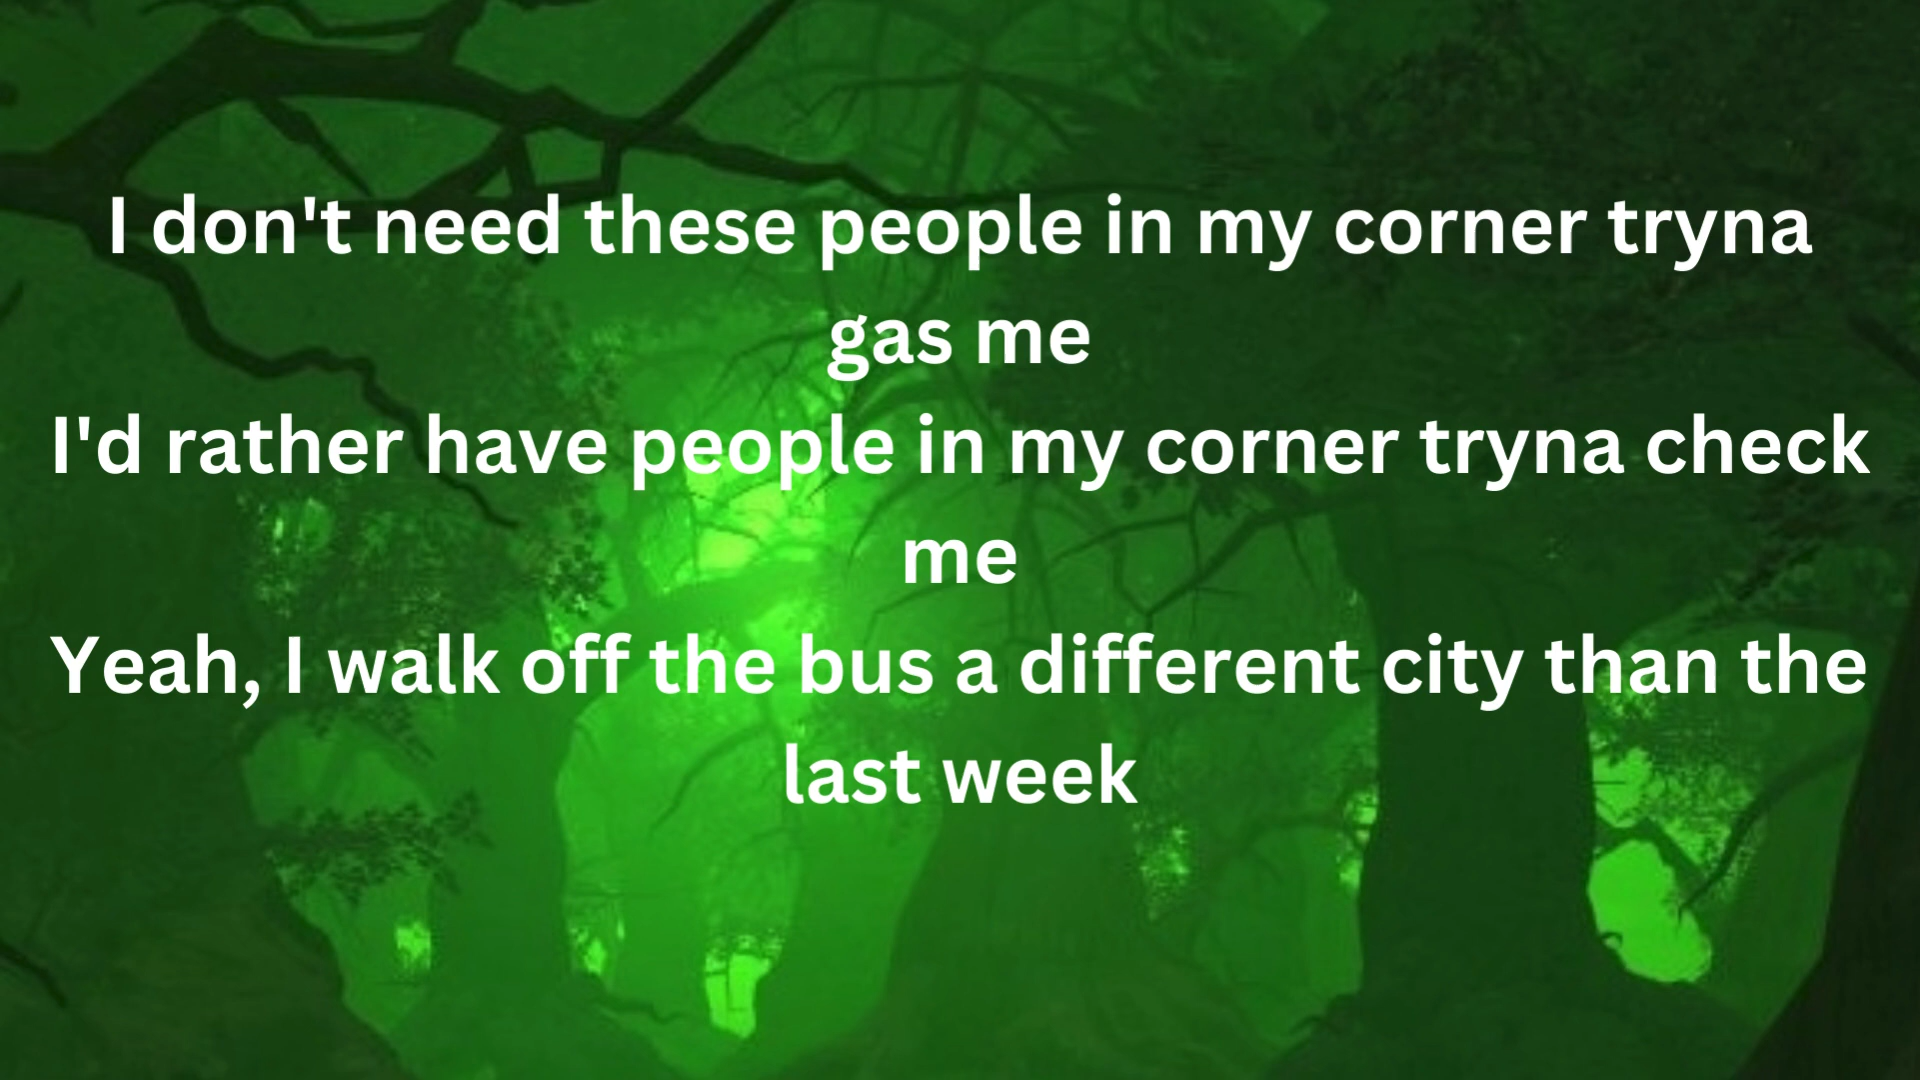 I don't need these people in my corner tryna
gas me
I'd rather have people in my corner tryna check
me
Yeah, I walk off the bus a different city than the
last week